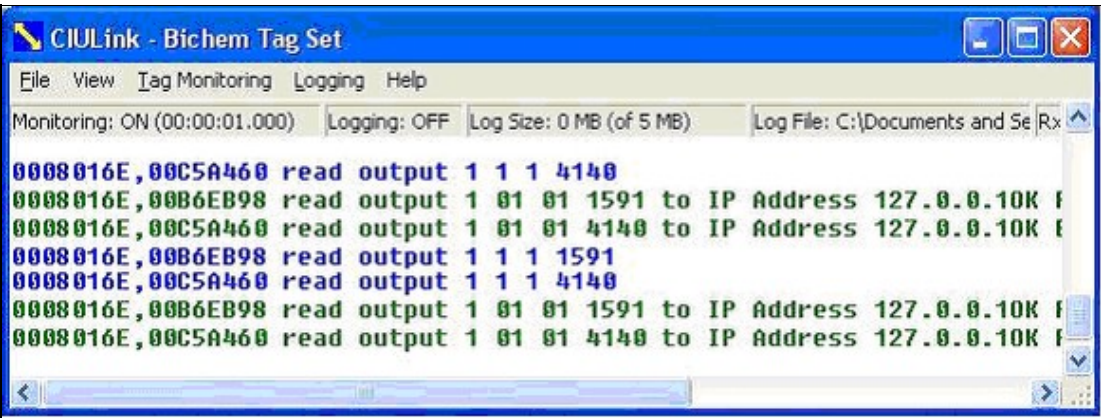 CIULink - Bichem Tag Set
File View Tag Monitoring Logging Help
Monitoring: ON (00:00:01.000) Logging: OFF Log Size: 0 MB (of 5 MB) Log File: C:\Documents and Se Rx
0008016E,00C5A460 read output 1 1 1 4140
0008016E,00B6EB98 read output 1 01 01 1591 to IP Address 127.0.0.1OK
0008016E,00C5A460 read output 1 01 01 4140 to IP Address 127.0.0.1OK
0008016E,00B6EB98 read output 1 1 1 1591
0008016E,00C5A460 read output 1 1 1 4140
0008016E,00B6EB98 read output 1 01 01 1591 to IP Address 127.0.0.1OK
0008016E,00C5A460 read output 1 01 01 4140 to IP Address 127.0.0.1OK